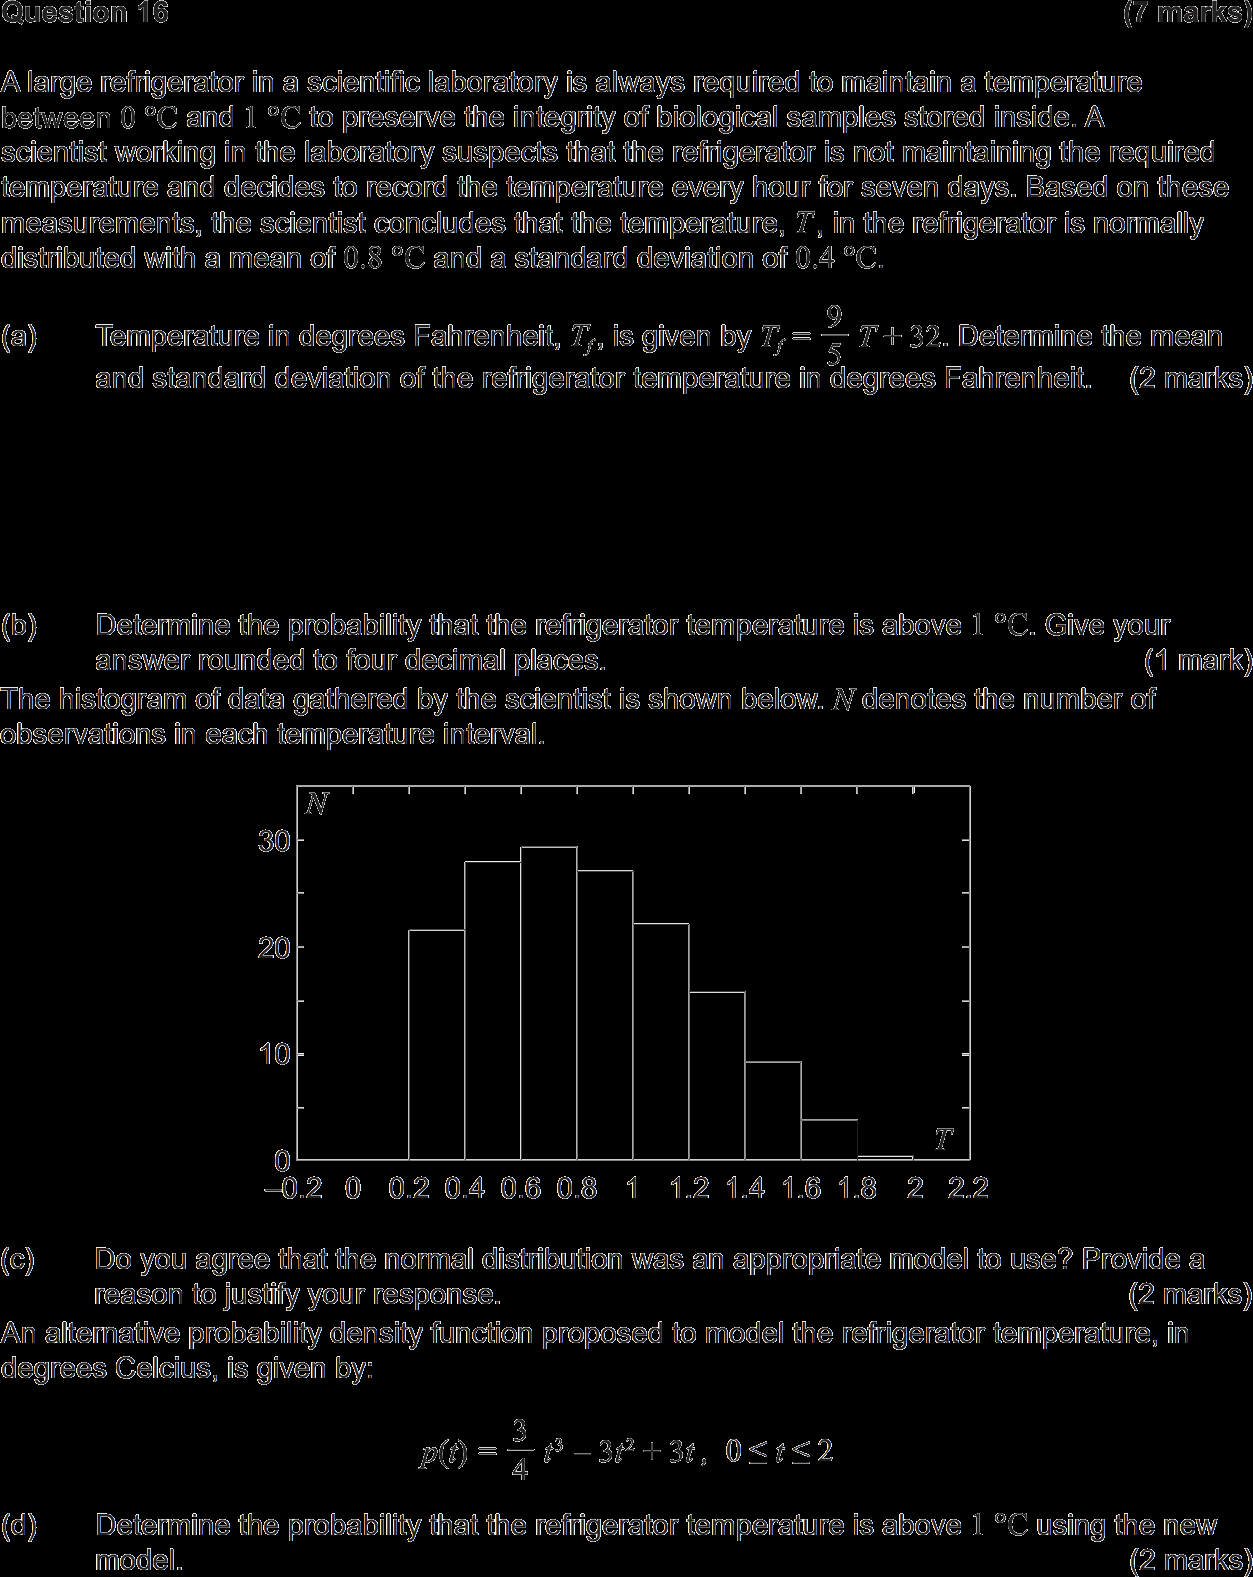 Question 16 (7 marks)
A large refrigerator in a scientific laboratory is always required to maintain a temperature
between 0 °C and 1 °C to preserve the integrity of biological samples stored inside. A
scientist working in the laboratory suspects that the refrigerator is not maintaining the required
temperature and decides to record the temperature every hour for seven days. Based on these
measurements, the scientist concludes that the temperature, T, in the refrigerator is normally
distributed with a mean of 0.8 °C and a standard deviation of 0.4 °C.
(a) Temperature in degrees Fahrenheit, T_f, is given by T_f = 9/5 T + 32. Determine the mean
and standard deviation of the refrigerator temperature in degrees Fahrenheit. (2 marks)
(b) Determine the probability that the refrigerator temperature is above 1 °C. Give your
answer rounded to four decimal places. (1 mark)
The histogram of data gathered by the scientist is shown below. N denotes the number of
observations in each temperature interval.
N
30
20
10
0
T
–0.2 0 0.2 0.4 0.6 0.8 1 1.2 1.4 1.6 1.8 2 2.2
(c) Do you agree that the normal distribution was an appropriate model to use? Provide a
reason to justify your response. (2 marks)
An alternative probability density function proposed to model the refrigerator temperature, in
degrees Celcius, is given by:
p(t) = 3/4 t³ – 3t² + 3t, 0 ≤ t ≤ 2
(d) Determine the probability that the refrigerator temperature is above 1 °C using the new
model. (2 marks)